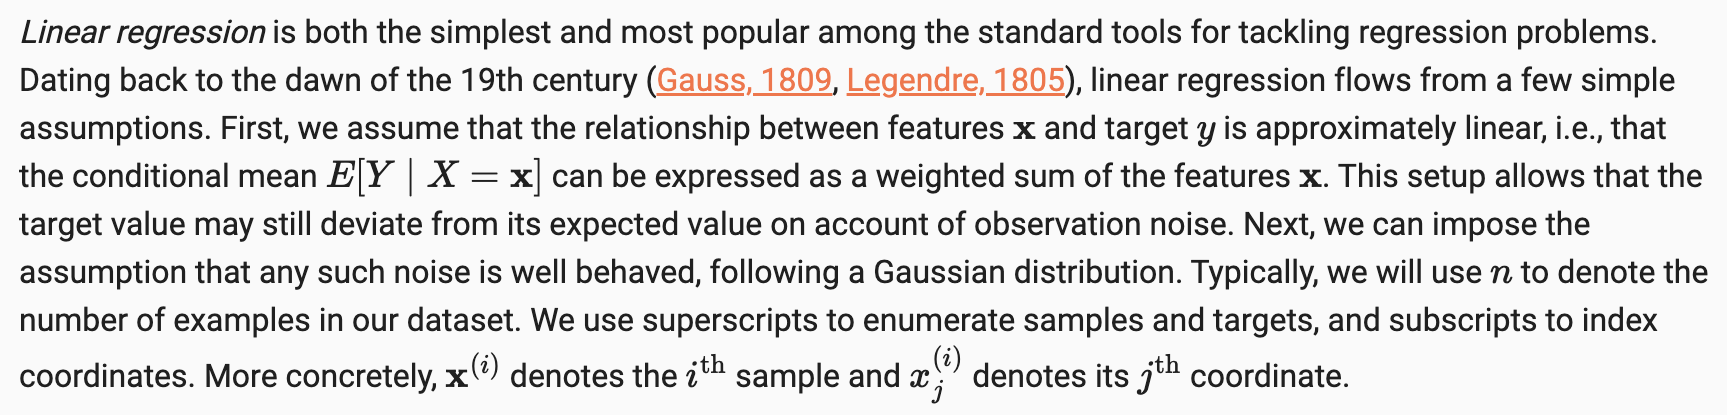 Linear regression is both the simplest and most popular among the standard tools for tackling regression problems.
Dating back to the dawn of the 19th century (Gauss, 1809, Legendre, 1805), linear regression flows from a few simple
assumptions. First, we assume that the relationship between features x and target y is approximately linear, i.e., that
the conditional mean E[Y | X = x] can be expressed as a weighted sum of the features x. This setup allows that the
target value may still deviate from its expected value on account of observation noise. Next, we can impose the
assumption that any such noise is well behaved, following a Gaussian distribution. Typically, we will use n to denote the
number of examples in our dataset. We use superscripts to enumerate samples and targets, and subscripts to index
coordinates. More concretely, x^(i) denotes the i^th sample and x_j^(i) denotes its j^th coordinate.